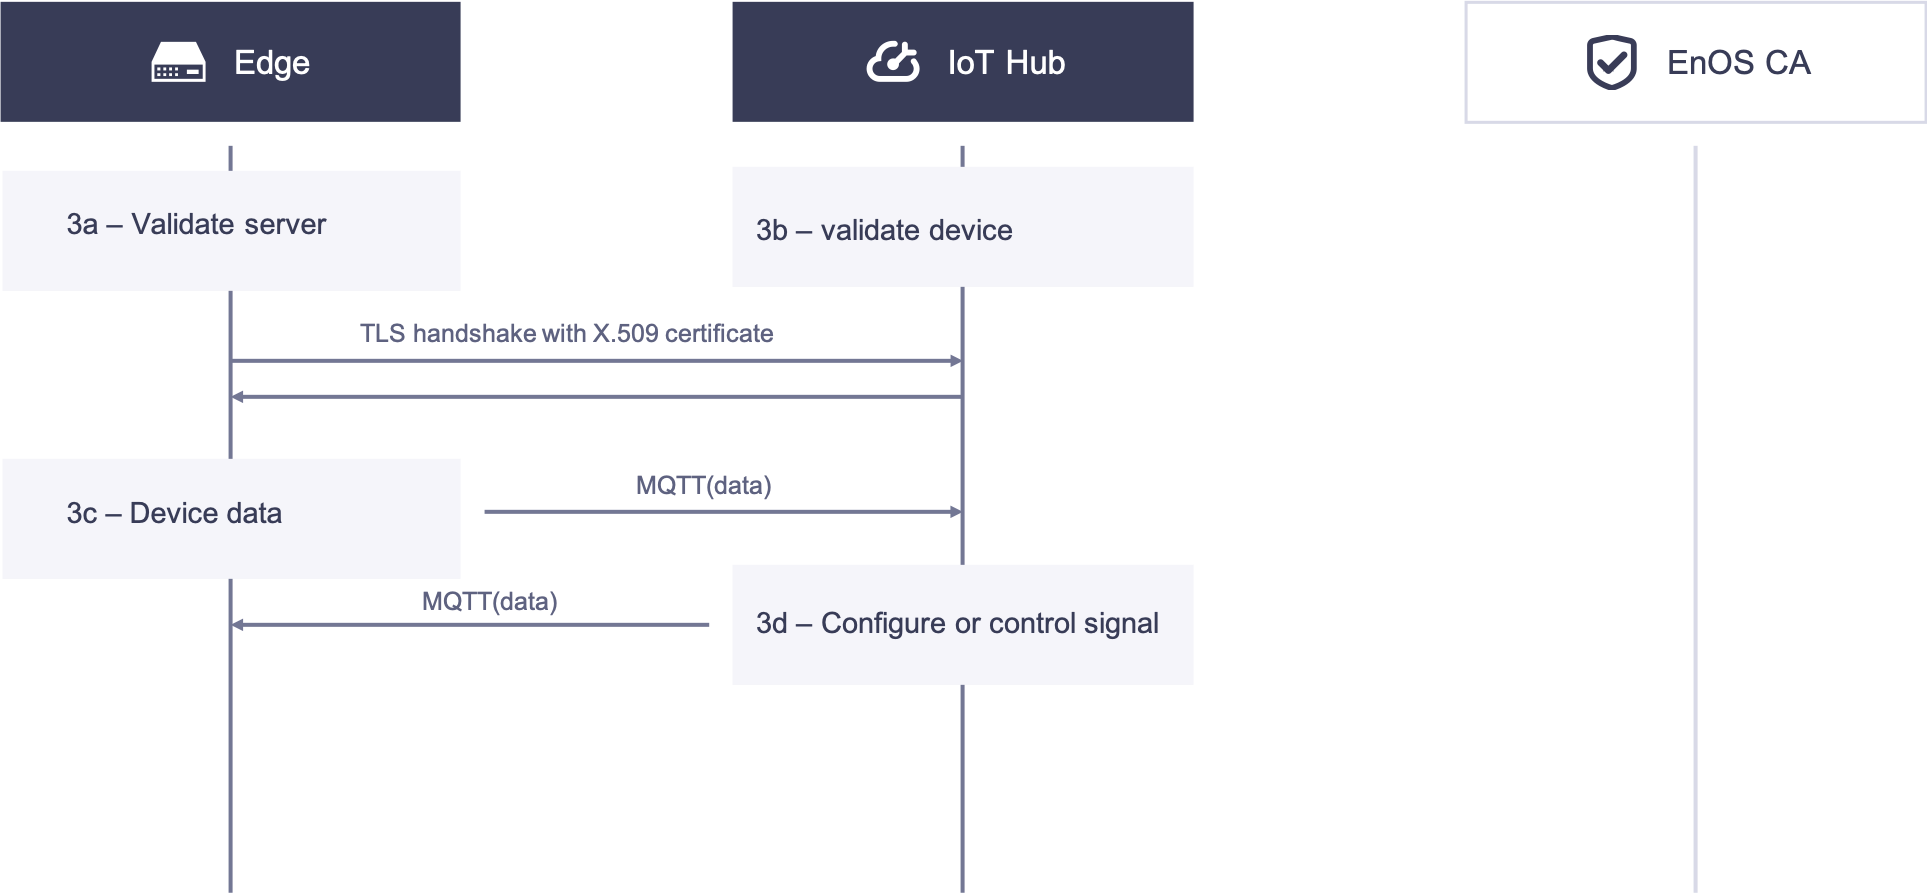 Edge
IoT Hub
EnOS CA
3a – Validate server
3b – validate device
TLS handshake with X.509 certificate
3c – Device data
MQTT(data)
MQTT(data)
3d – Configure or control signal